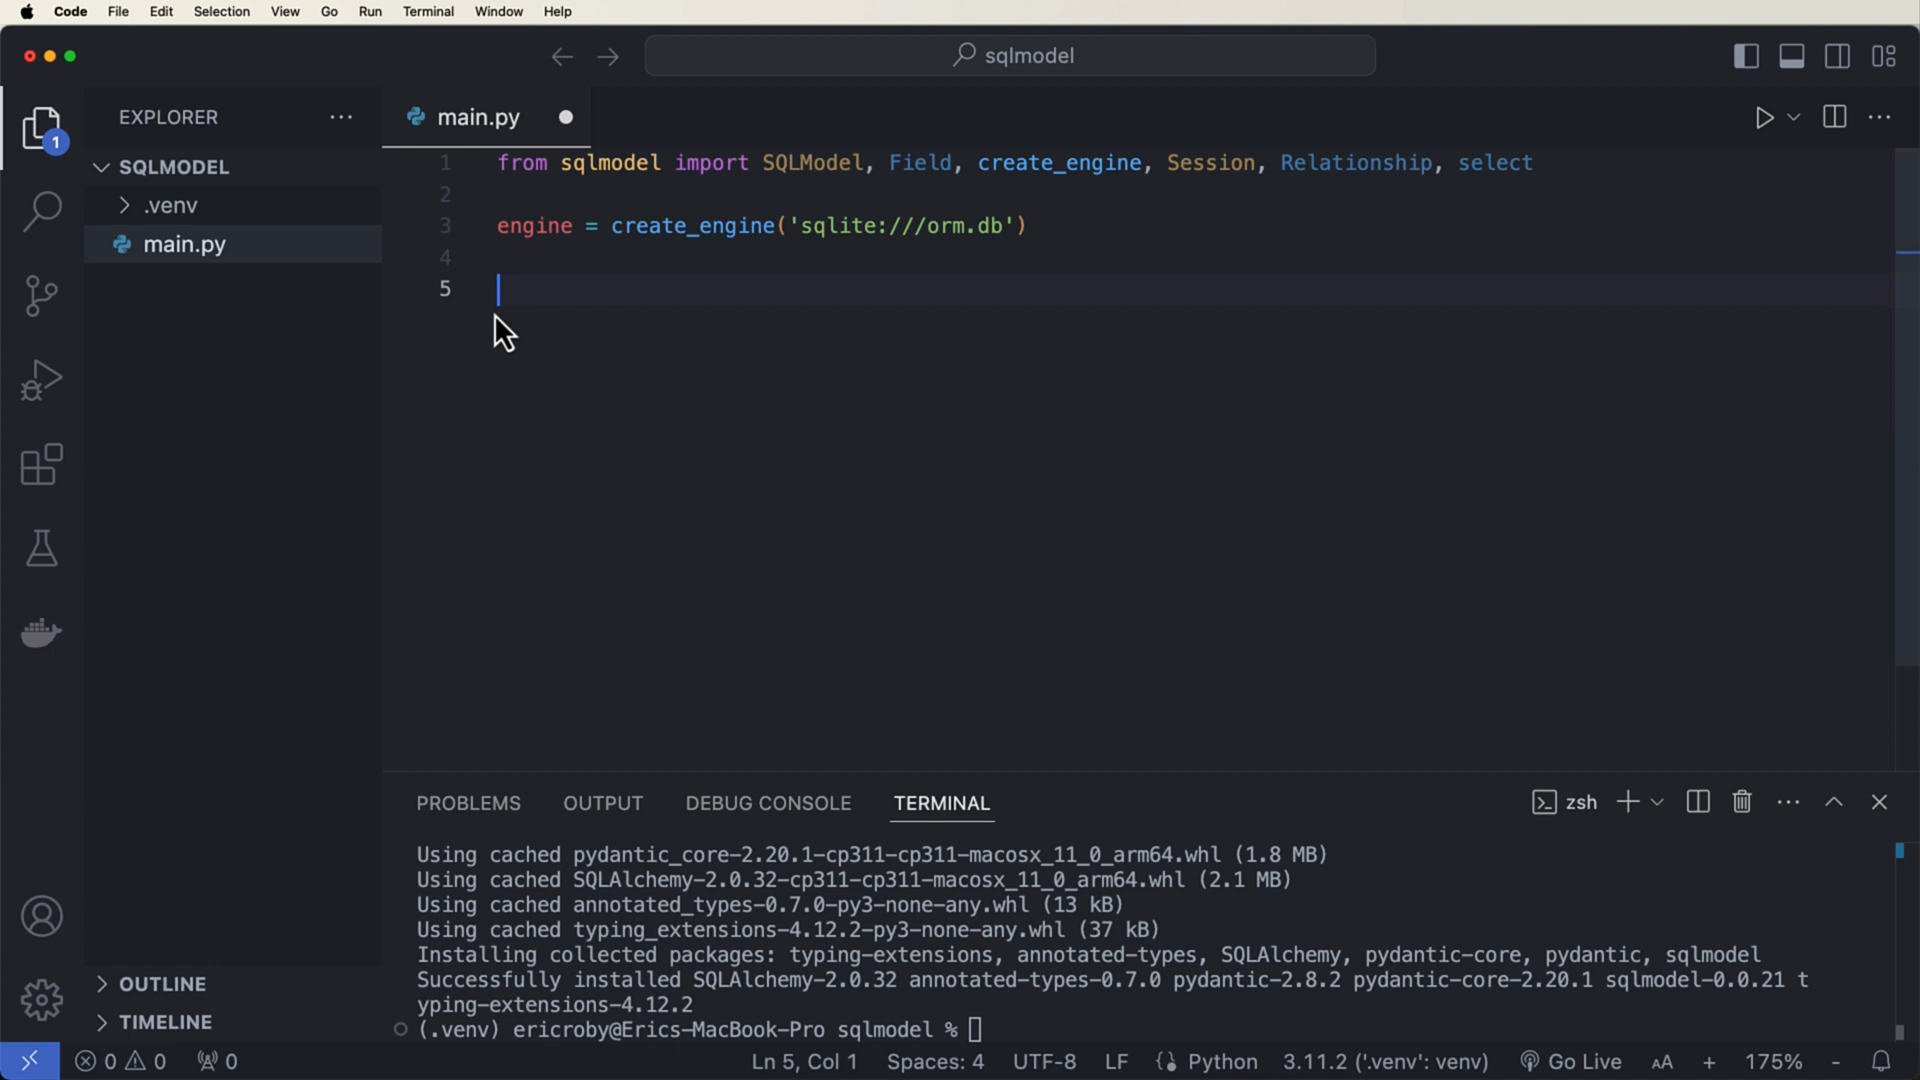 Code File Edit Selection View Go Run Terminal Window Help
sqlmodel
EXPLORER
main.py
1
SQLMODEL
.venv
main.py
1 from sqlmodel import SQLModel, Field, create_engine, Session, Relationship, select
2
3 engine = create_engine('sqlite:///orm.db')
4
5
PROBLEMS OUTPUT DEBUG CONSOLE TERMINAL
zsh
Using cached pydantic_core-2.20.1-cp311-cp311-macosx_11_0_arm64.whl (1.8 MB)
Using cached SQLAlchemy-2.0.32-cp311-cp311-macosx_11_0_arm64.whl (2.1 MB)
Using cached annotated_types-0.7.0-py3-none-any.whl (13 kB)
Using cached typing_extensions-4.12.2-py3-none-any.whl (37 kB)
Installing collected packages: typing-extensions, annotated-types, SQLAlchemy, pydantic-core, pydantic, sqlmodel
Successfully installed SQLAlchemy-2.0.32 annotated-types-0.7.0 pydantic-2.8.2 pydantic-core-2.20.1 sqlmodel-0.0.21 t
yping-extensions-4.12.2
(.venv) ericroby@Erics-MacBook-Pro sqlmodel %
OUTLINE
TIMELINE
0 0 0 Ln 5, Col 1 Spaces: 4 UTF-8 LF Python 3.11.2 ('.venv': venv) Go Live AA + 175% -